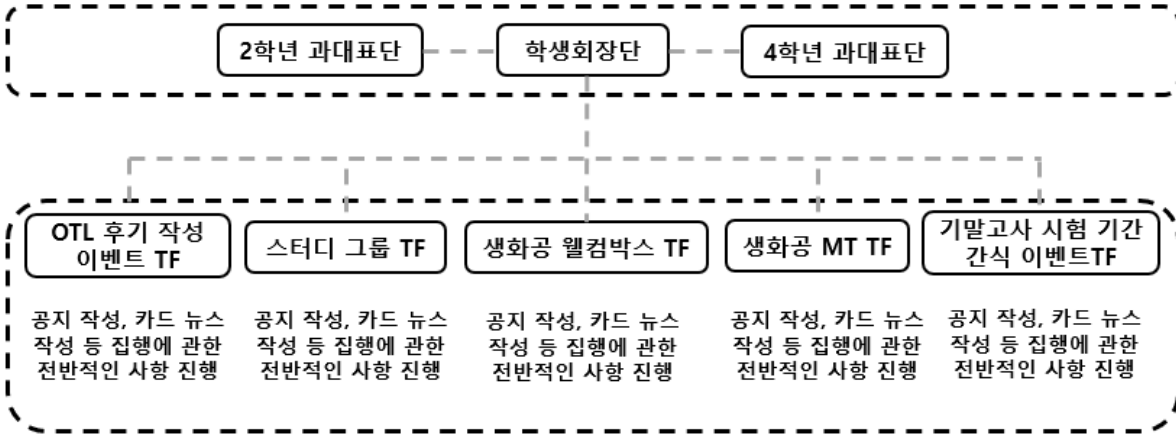 2학년 과대표단
학생회장단
4학년 과대표단
OTL 후기 작성
이벤트 TF
스터디 그룹 TF
생화공 웰컴박스 TF
생화공 MT TF
기말고사 시험 기간
간식 이벤트TF
공지 작성, 카드 뉴스
작성 등 집행에 관한
전반적인 사항 진행
공지 작성, 카드 뉴스
작성 등 집행에 관한
전반적인 사항 진행
공지 작성, 카드 뉴스
작성 등 집행에 관한
전반적인 사항 진행
공지 작성, 카드 뉴스
작성 등 집행에 관한
전반적인 사항 진행
공지 작성, 카드 뉴스
작성 등 집행에 관한
전반적인 사항 진행